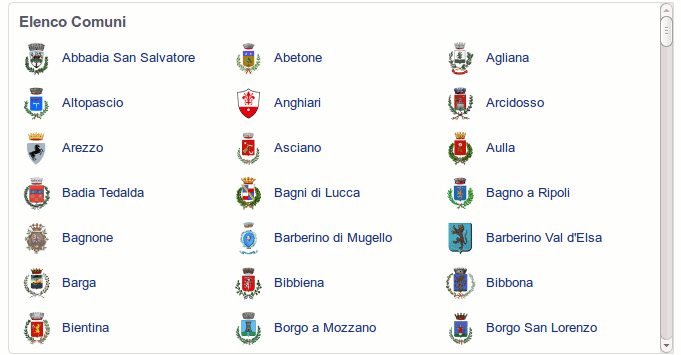 Elenco Comuni
Abbadia San Salvatore Abetone Agliana
Altopascio Anghiari Arcidosso
Arezzo Asciano Aulla
Badia Tedalda Bagni di Lucca Bagno a Ripoli
Bagnone Barberino di Mugello Barberino Val d'Elsa
Barga Bibbiena Bibbona
Bientina Borgo a Mozzano Borgo San Lorenzo